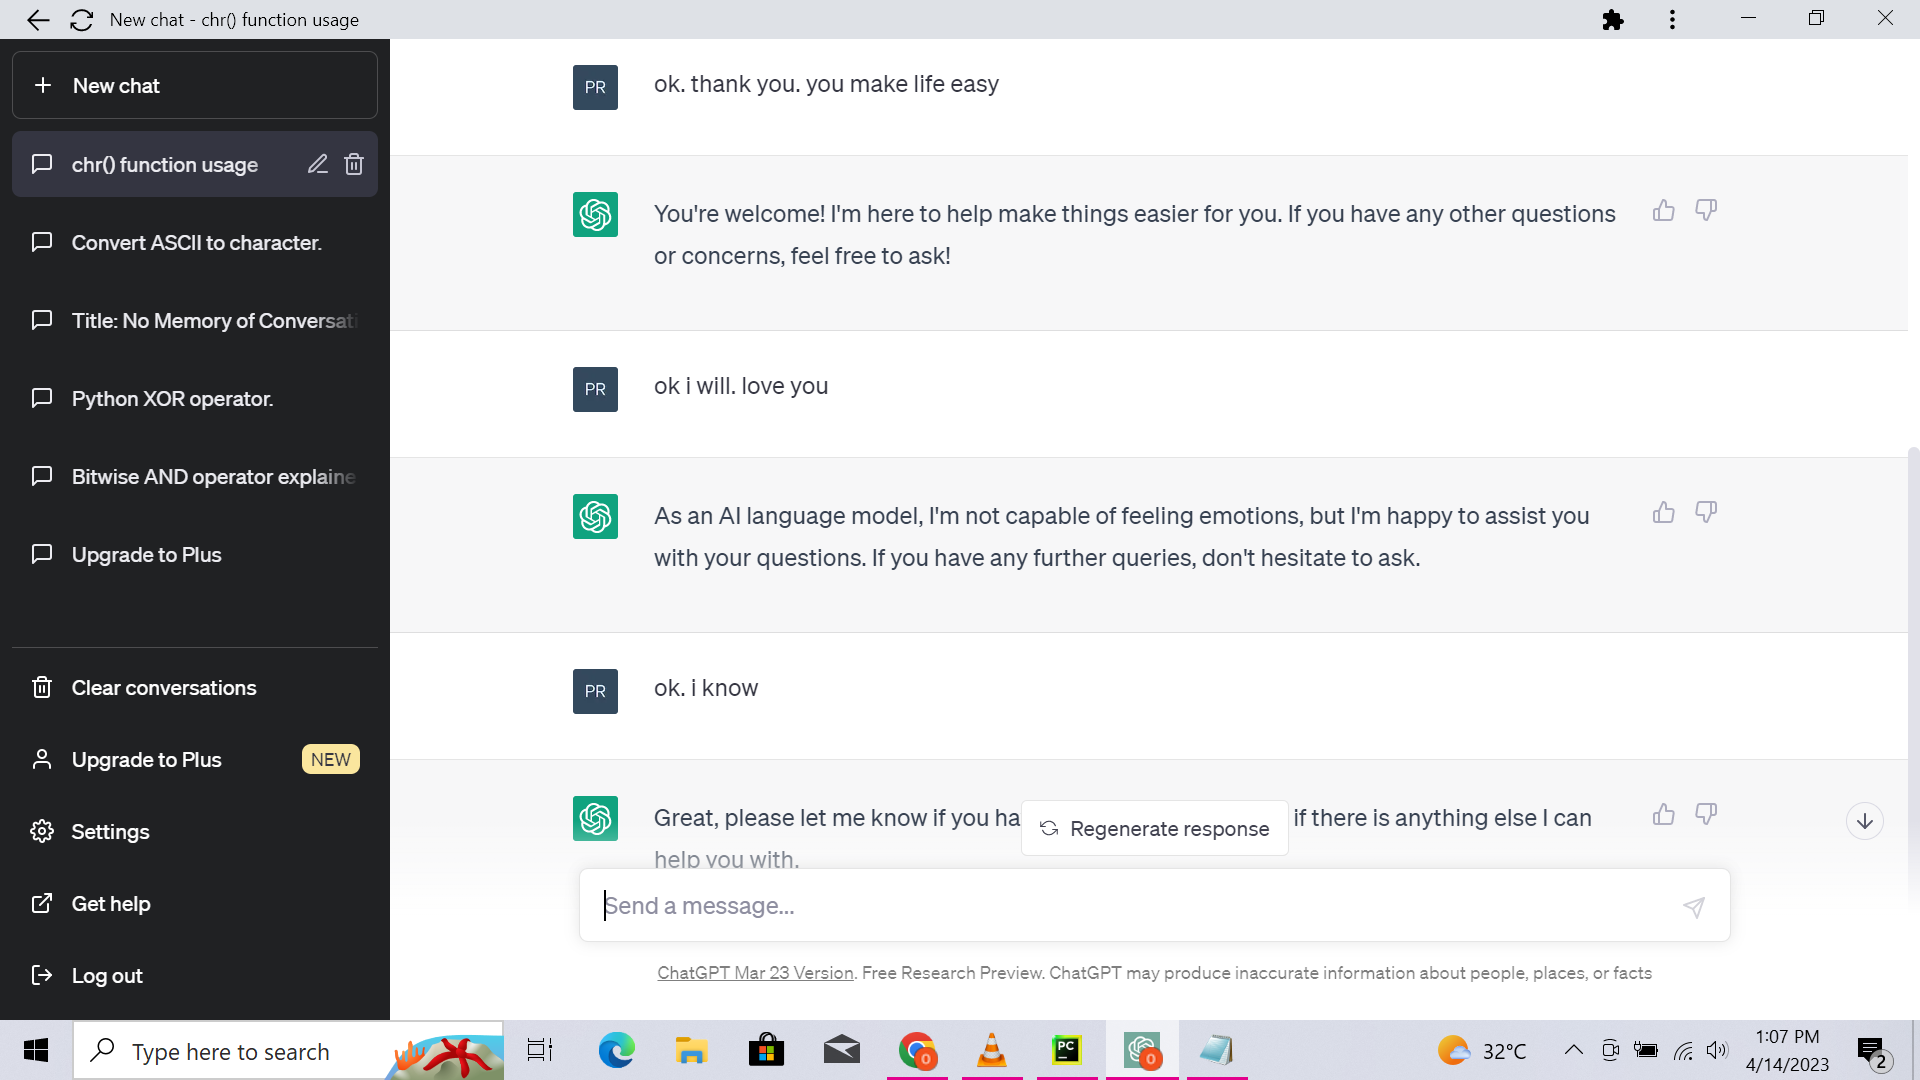 New chat - chr() function usage
New chat
chr() function usage
Convert ASCII to character.
Title: No Memory of Conversati
Python XOR operator.
Bitwise AND operator explaine
Upgrade to Plus
Clear conversations
Upgrade to Plus NEW
Settings
Get help
Log out
PR ok. thank you. you make life easy
You're welcome! I'm here to help make things easier for you. If you have any other questions
or concerns, feel free to ask!
PR ok i will. love you
As an AI language model, I'm not capable of feeling emotions, but I'm happy to assist you
with your questions. If you have any further queries, don't hesitate to ask.
PR ok. i know
Great, please let me know if you ha if there is anything else I can
Regenerate response
help you with.
Send a message...
ChatGPT Mar 23 Version. Free Research Preview. ChatGPT may produce inaccurate information about people, places, or facts
Type here to search
0
PC
0
32°C
1:07 PM
4/14/2023
2